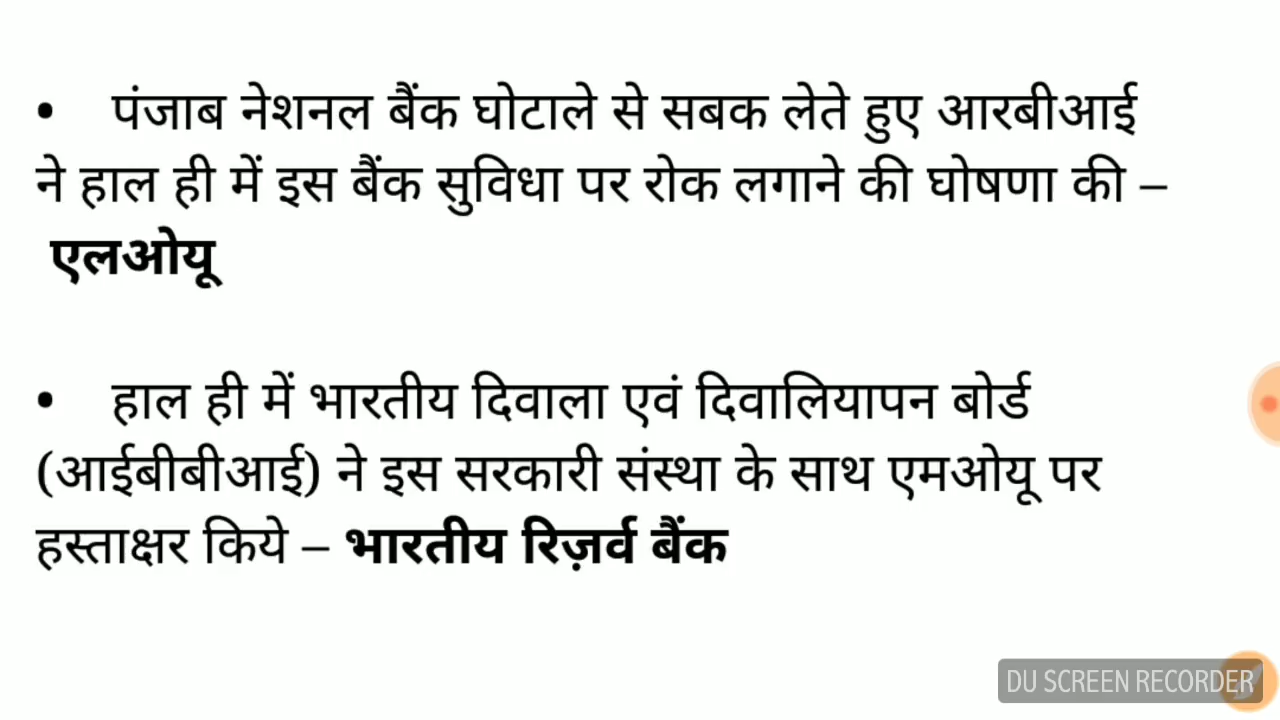 • पंजाब नेशनल बैंक घोटाले से सबक लेते हुए आरबीआई
ने हाल ही में इस बैंक सुविधा पर रोक लगाने की घोषणा की –
एलओयू
• हाल ही में भारतीय दिवाला एवं दिवालियापन बोर्ड
(आईबीबीआई) ने इस सरकारी संस्था के साथ एमओयू पर
हस्ताक्षर किये – भारतीय रिज़र्व बैंक
DU SCREEN RECORDER